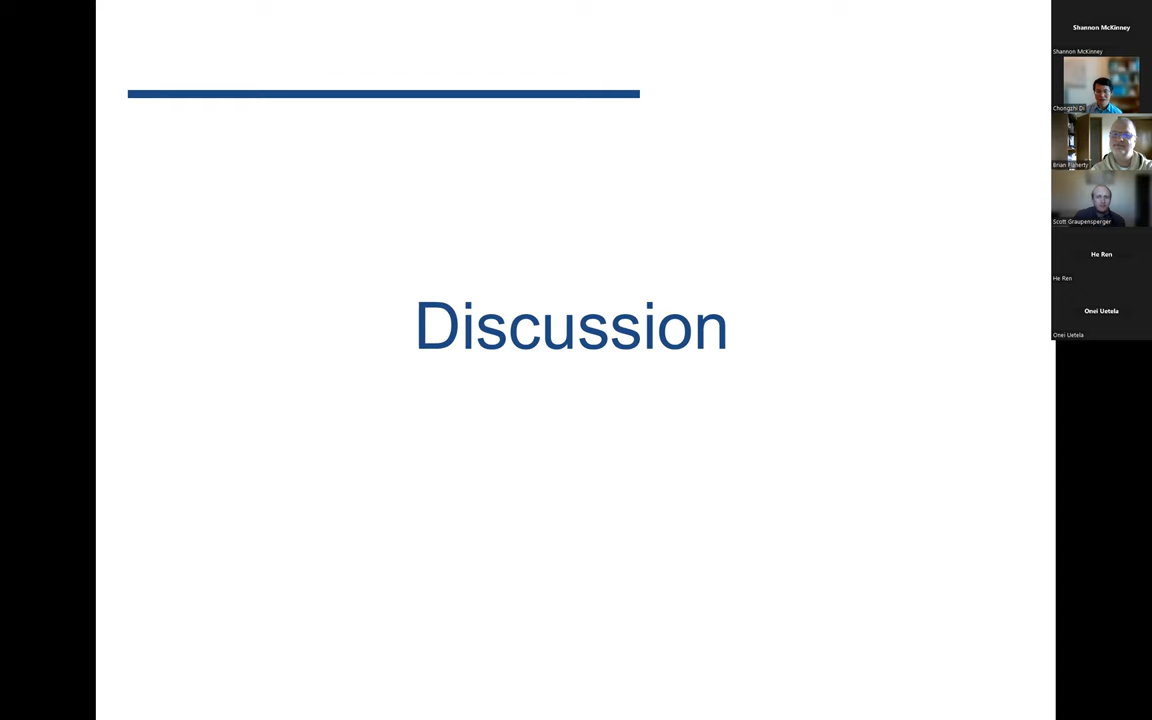 Discussion
Shannon McKinney
Shannon McKinney
Chongzhi Di
Brian Flaherty
Scott Graupensperger
He Ren
He Ren
Onei Uetela
Onei Uetela